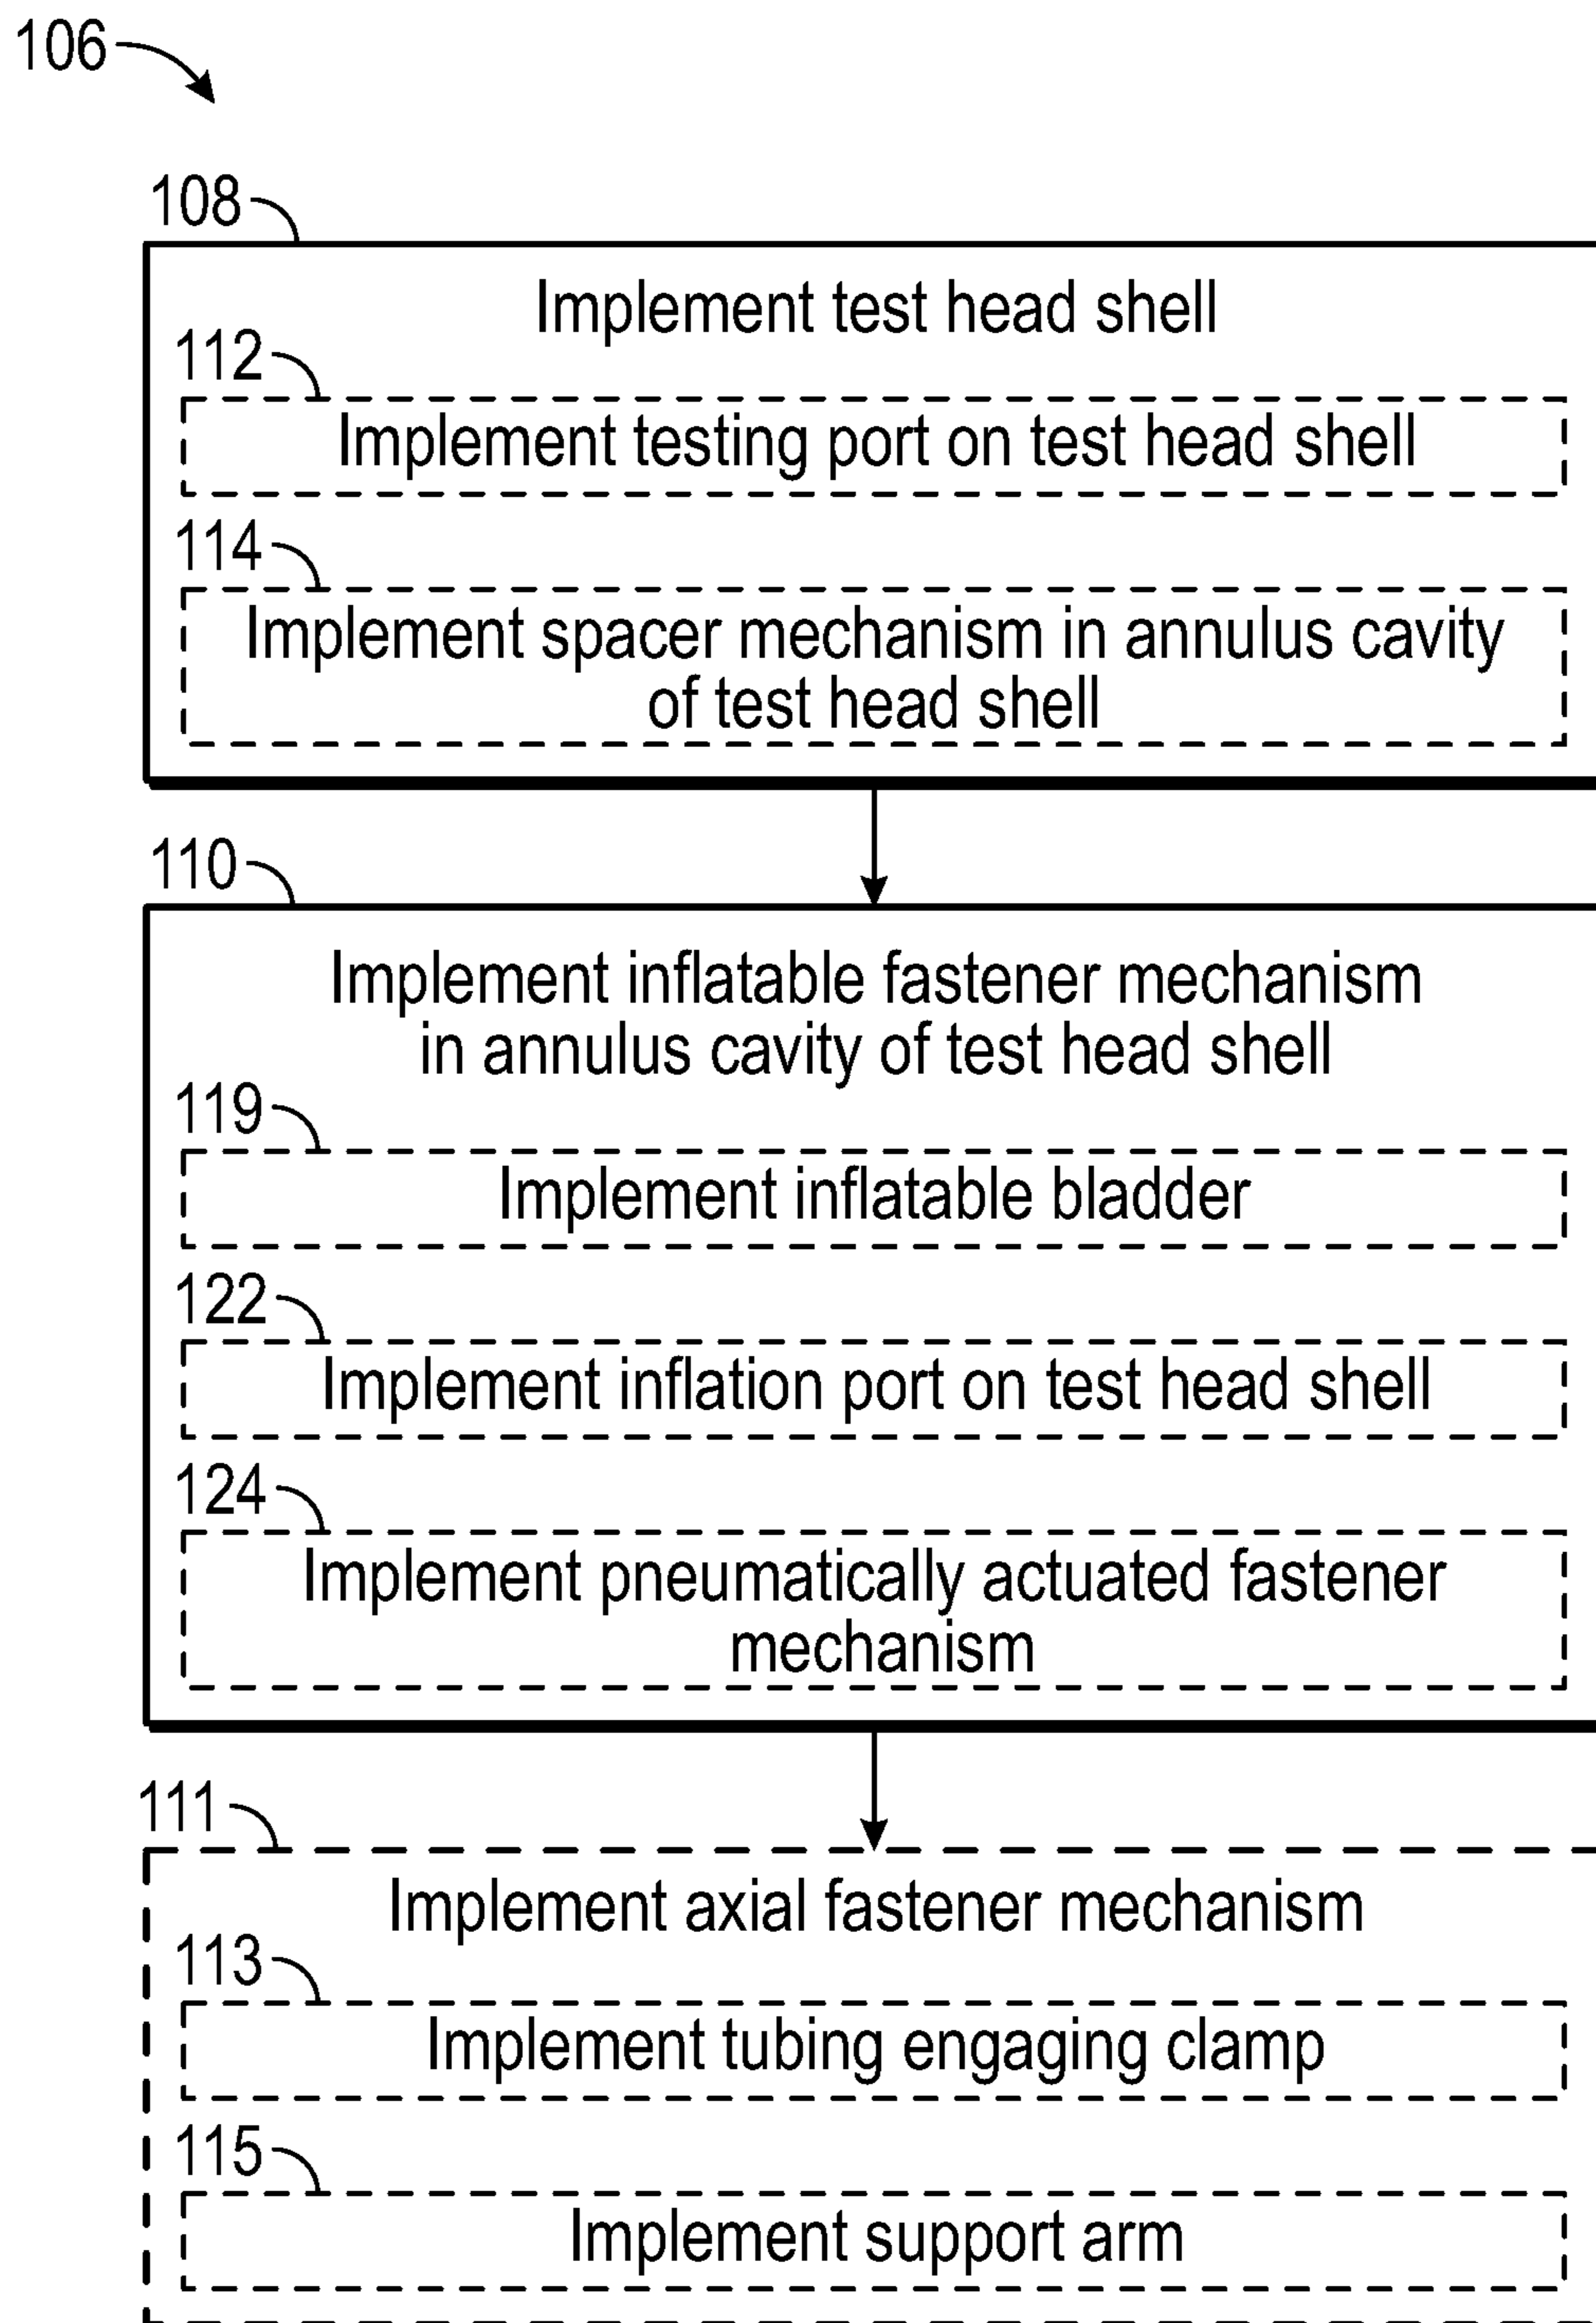 106
108
Implement test head shell
112
Implement testing port on test head shell
114
Implement spacer mechanism in annulus cavity
of test head shell
110
Implement inflatable fastener mechanism
in annulus cavity of test head shell
119
Implement inflatable bladder
122
Implement inflation port on test head shell
124
Implement pneumatically actuated fastener
mechanism
111
Implement axial fastener mechanism
113
Implement tubing engaging clamp
115
Implement support arm